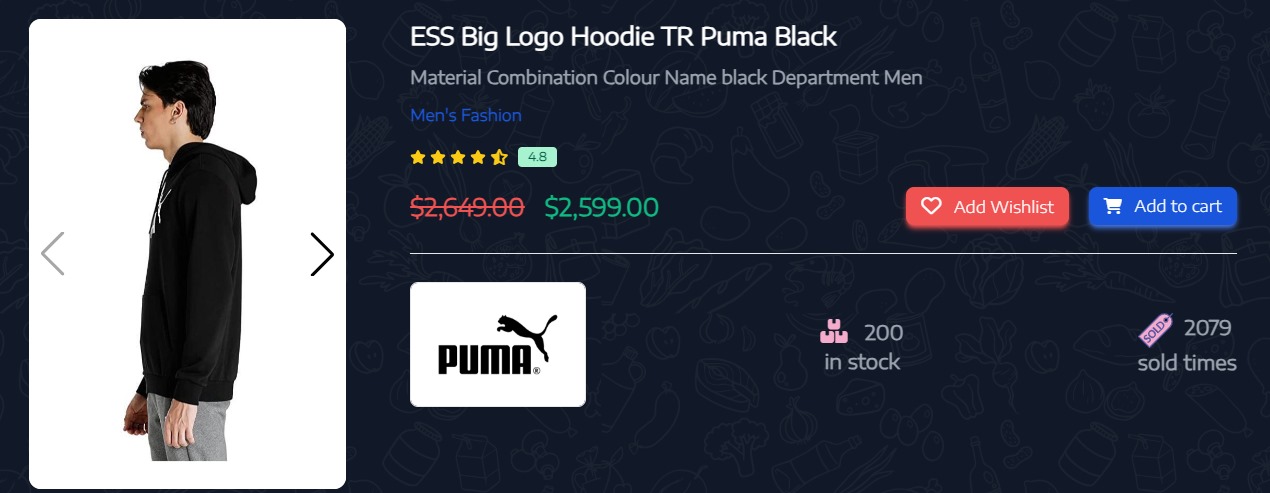 ESS Big Logo Hoodie TR Puma Black
Material Combination Colour Name black Department Men
Men's Fashion
4.8
$2,649.00 $2,599.00
Add Wishlist
Add to cart
PUMA®
200
in stock
SOLD
2079
sold times